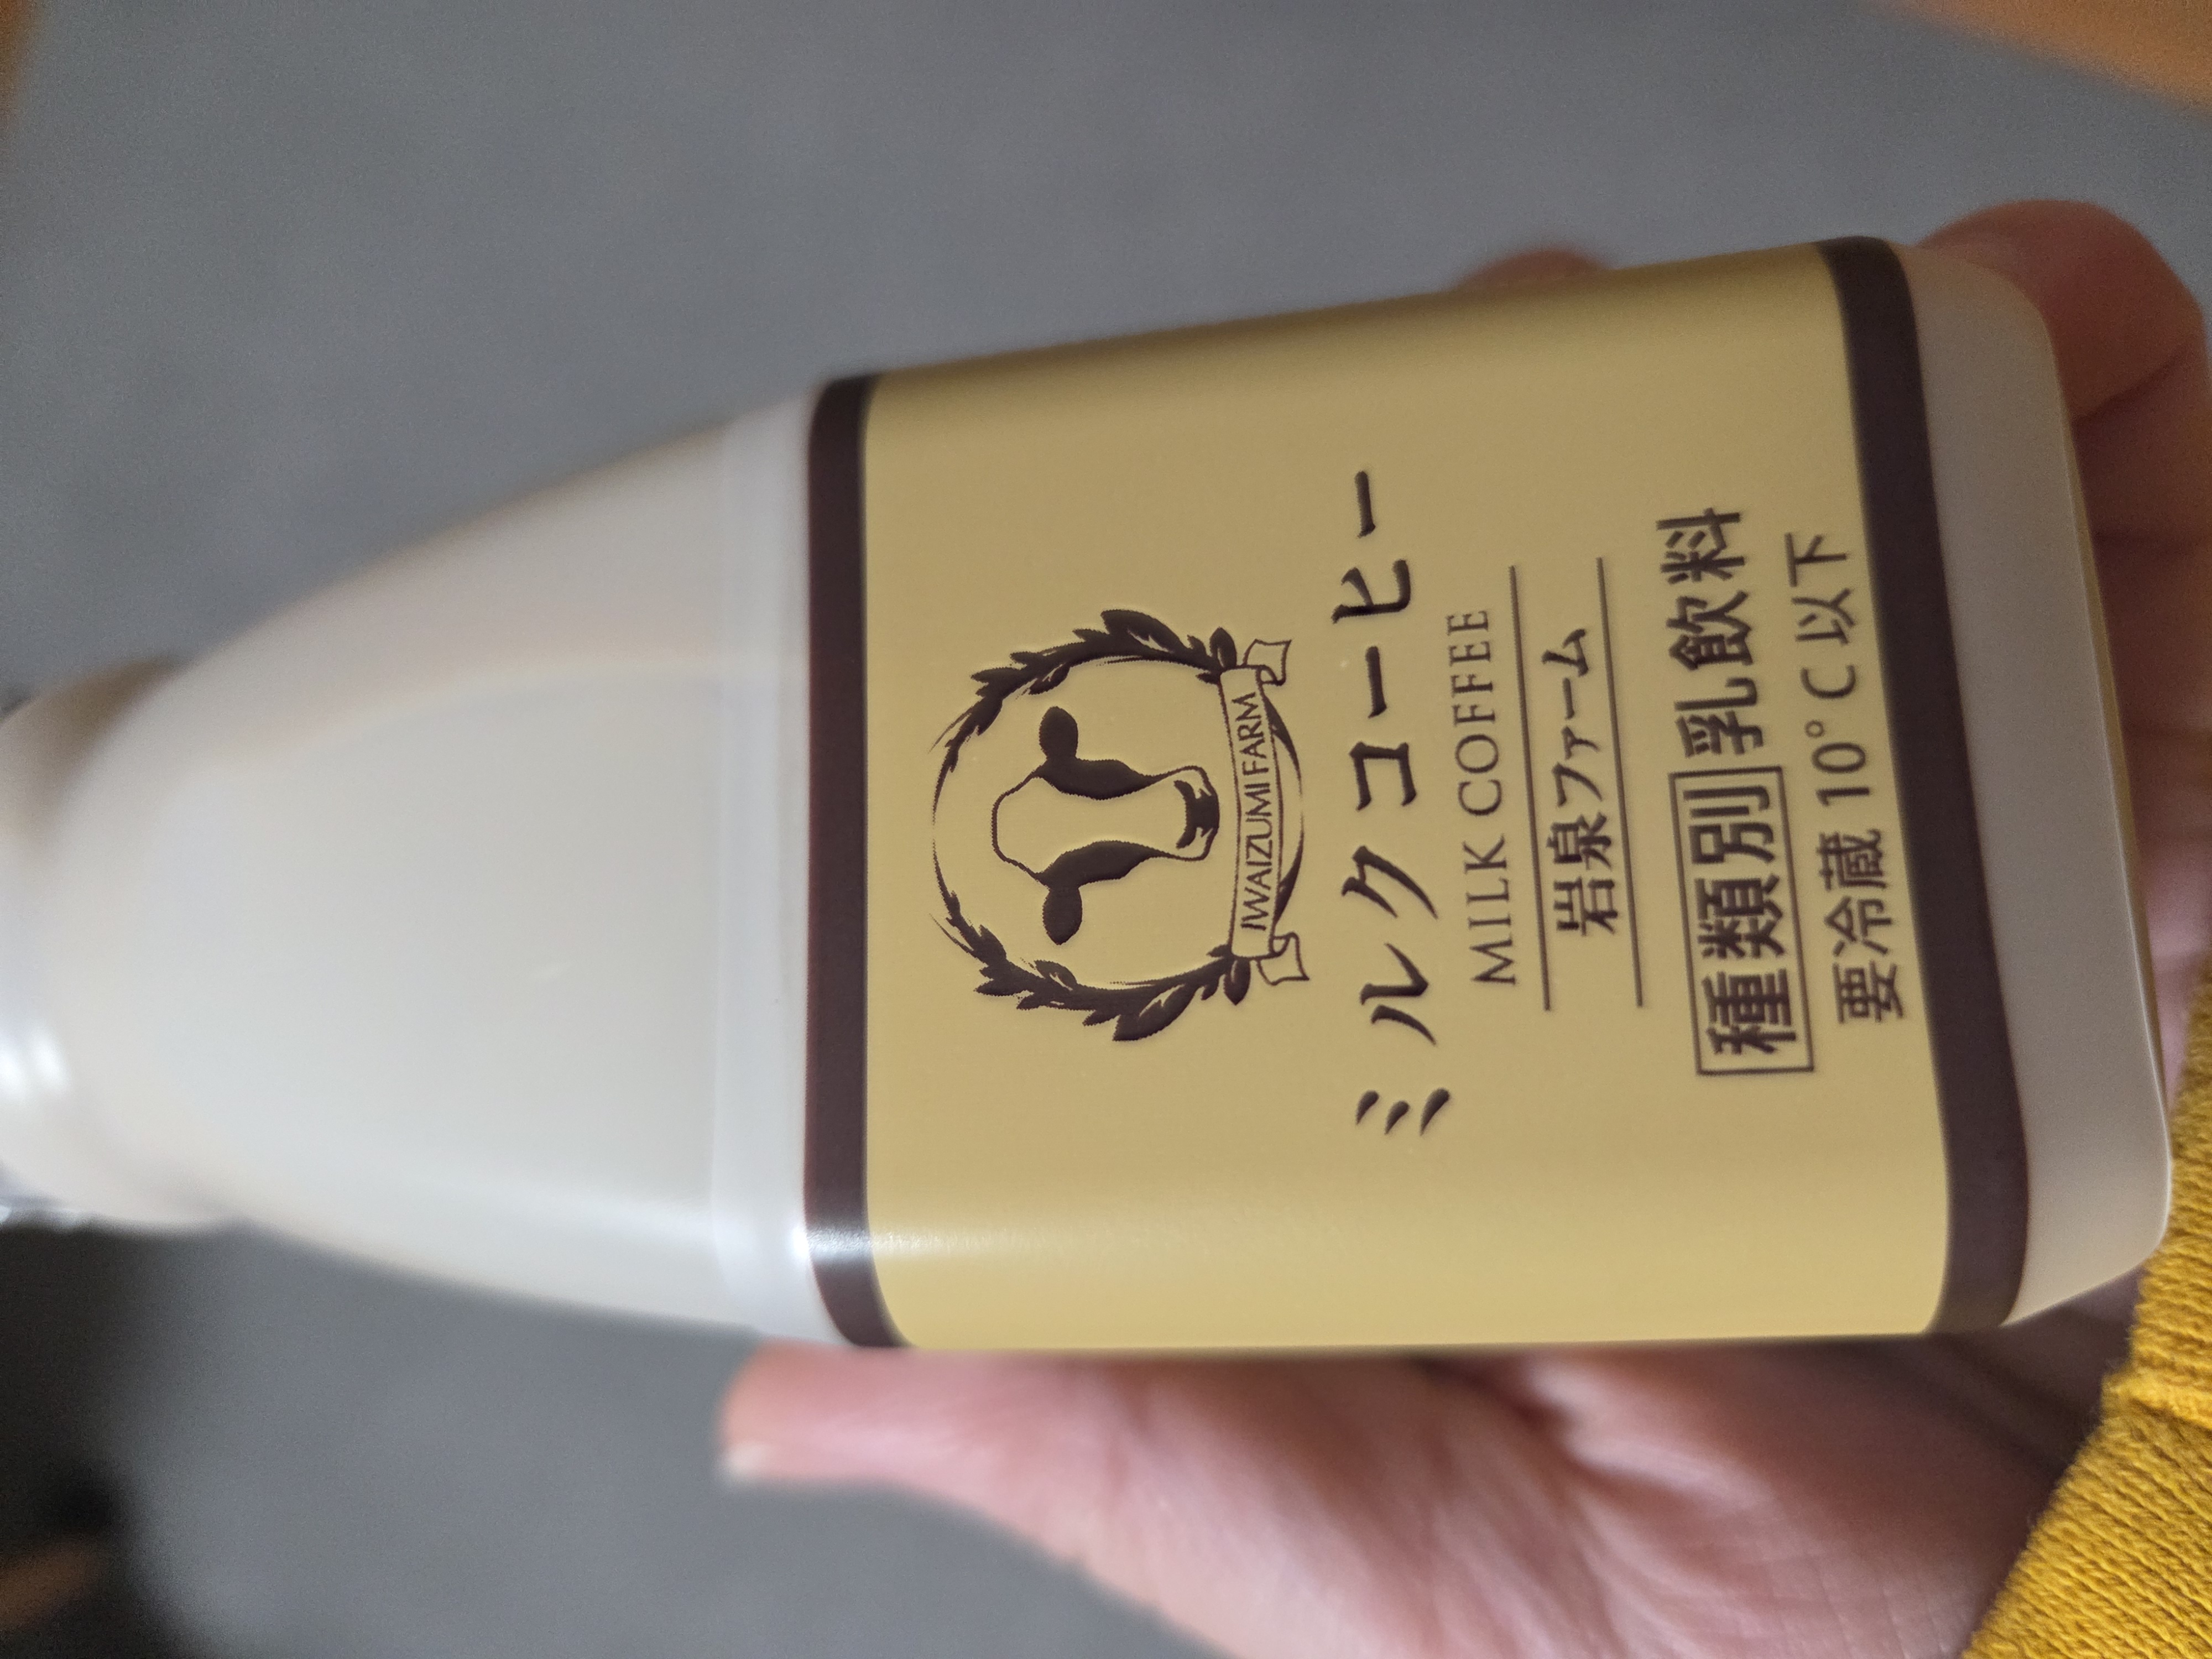 IWAIZUMI FARM
ミルクコーヒー
MILK COFFEE
岩泉ファーム
種類別 乳飲料
要冷蔵 10°C 以下